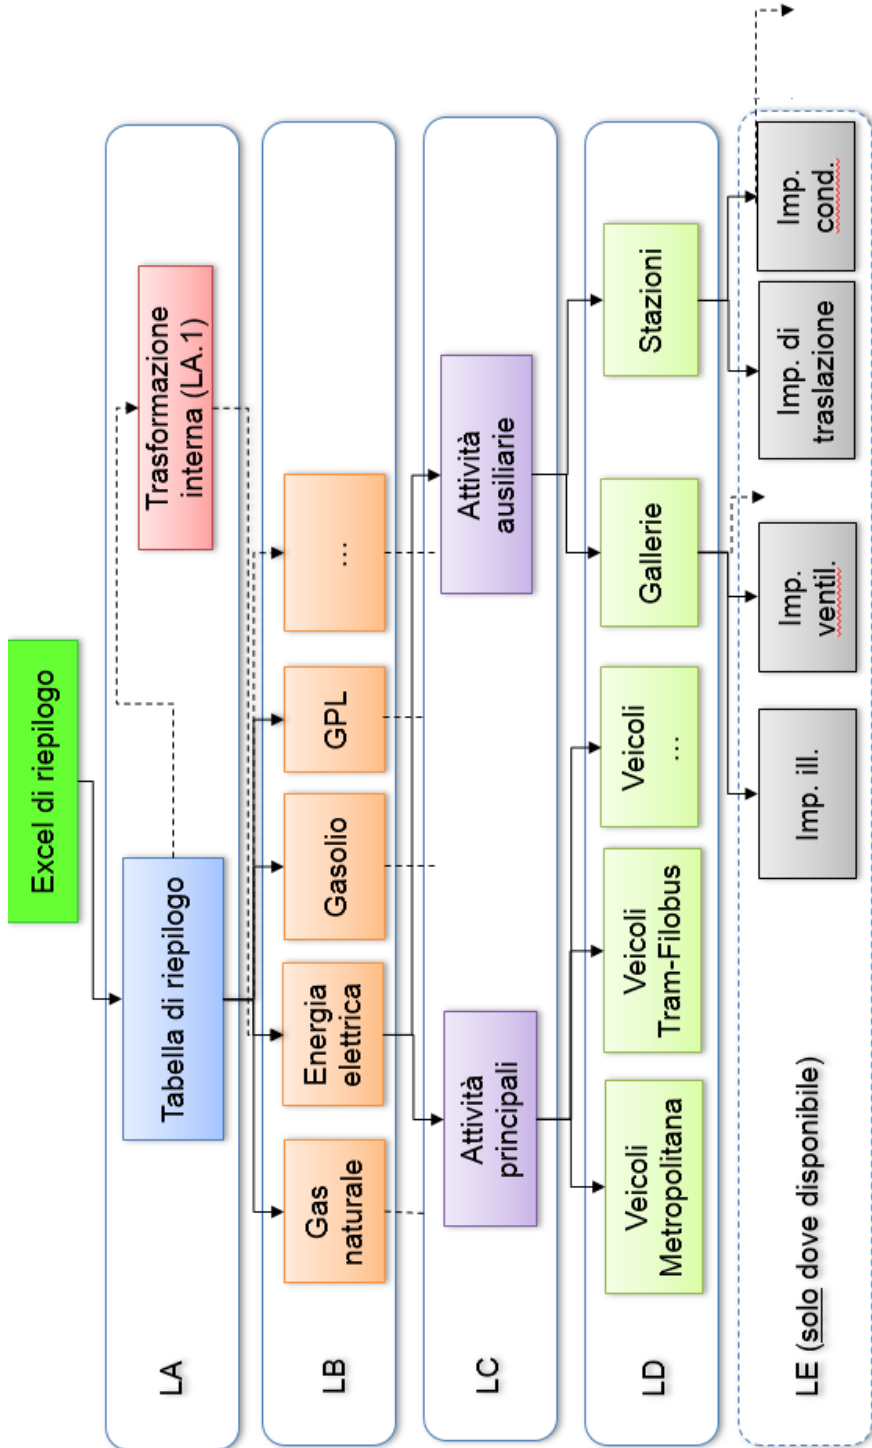 Excel di riepilogo
LA
Tabella di riepilogo
Trasformazione
interna (LA.1)
LB
Gas
naturale
Energia
elettrica
Gasolio
GPL
...
LC
Attività
principali
Attività
ausiliarie
LD
Veicoli
Metropolitana
Veicoli
Tram-Filobus
Veicoli
...
Gallerie
Stazioni
LE (solo dove disponibile)
Imp. ill.
Imp.
ventil.
Imp. di
traslazione
Imp.
cond.